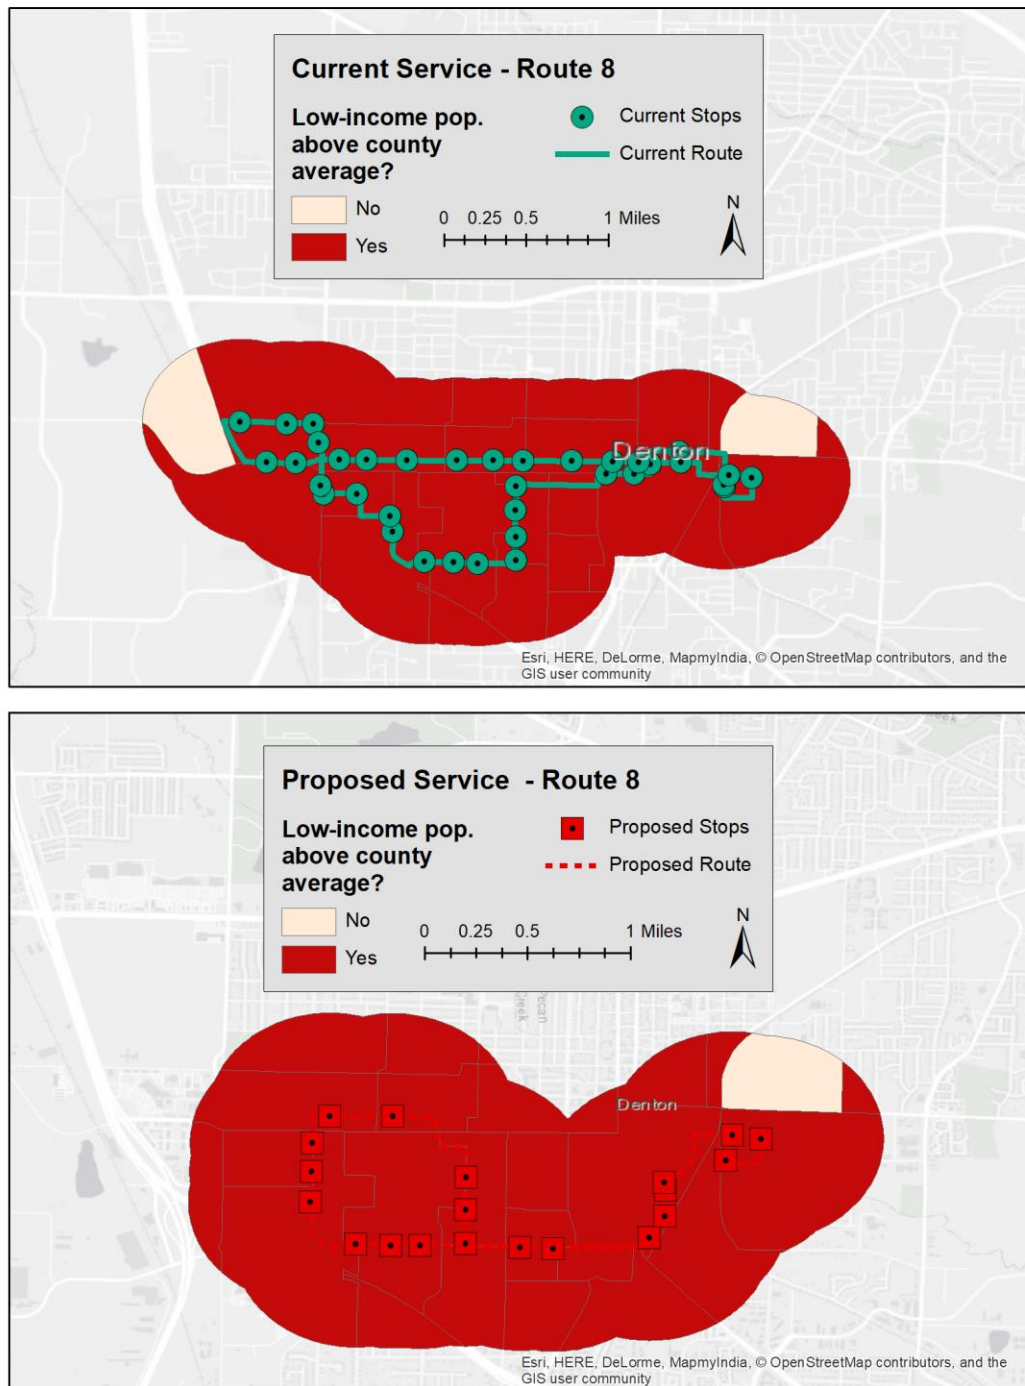 Current Service - Route 8
Low-income pop.
above county
average?
No
Yes
Current Stops
Current Route
0 0.25 0.5 1 Miles
N
Denton
Esri, HERE, DeLorme, MapmyIndia, © OpenStreetMap contributors, and the
GIS user community
Proposed Service - Route 8
Low-income pop.
above county
average?
No
Yes
Proposed Stops
Proposed Route
0 0.25 0.5 1 Miles
N
Creek
Pecan
Creek
Denton
Esri, HERE, DeLorme, MapmyIndia, © OpenStreetMap contributors, and the
GIS user community